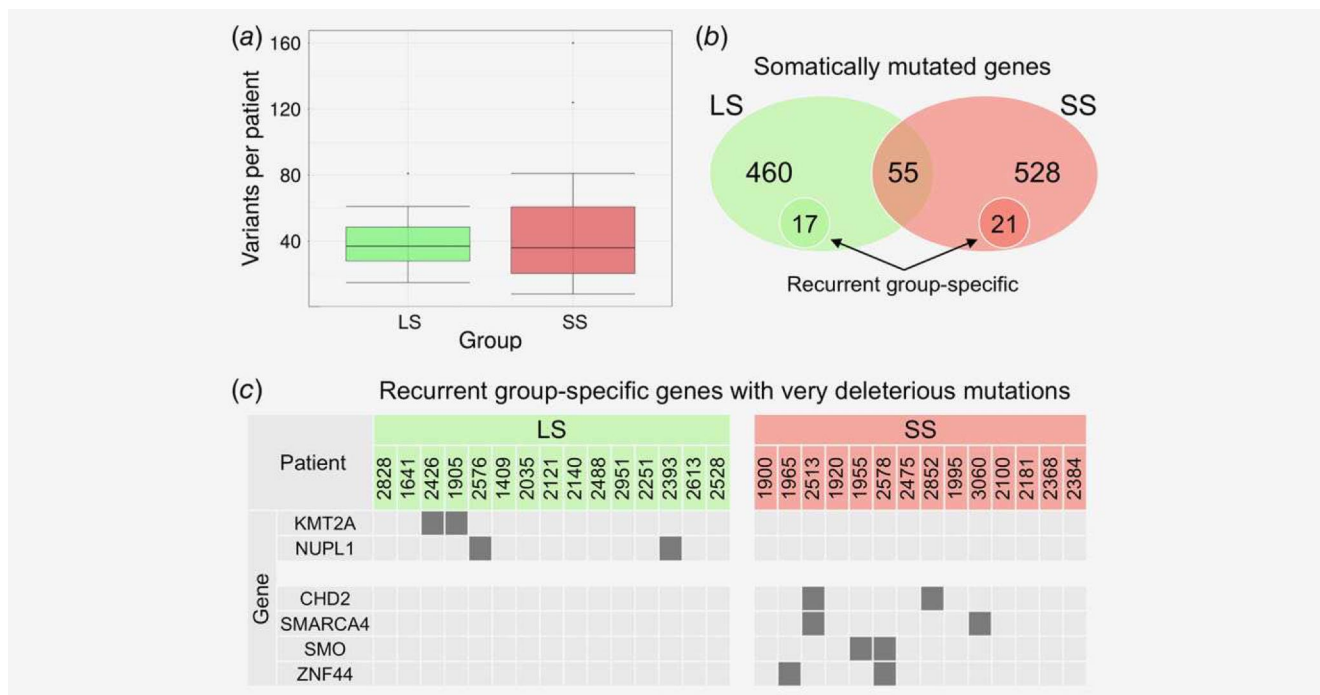 (a)
160
120
80
40
Variants per patient
LS
SS
Group
(b)
Somatically mutated genes
LS
SS
460
55
528
17
21
Recurrent group-specific
(c)
Recurrent group-specific genes with very deleterious mutations
Patient
LS
SS
2828 1641 2426 1905 2576 1409 2035 2121 2140 2488 2951 2251 2393 2613 2528
1900 1965 2513 1920 1955 2578 2475 2852 1995 3060 2100 2181 2368 2384
Gene
KMT2A
NUPL1
CHD2
SMARCA4
SMO
ZNF44